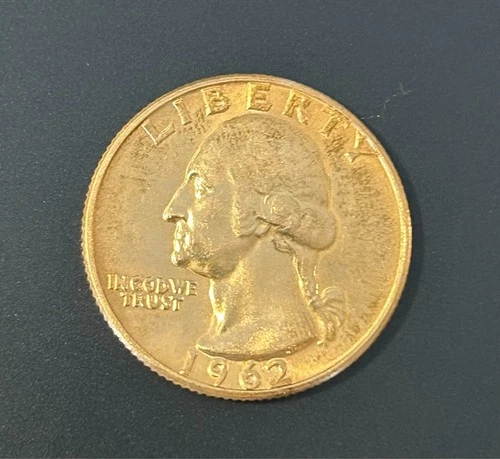 LIBERTY
IN GOD WE
TRUST
1962